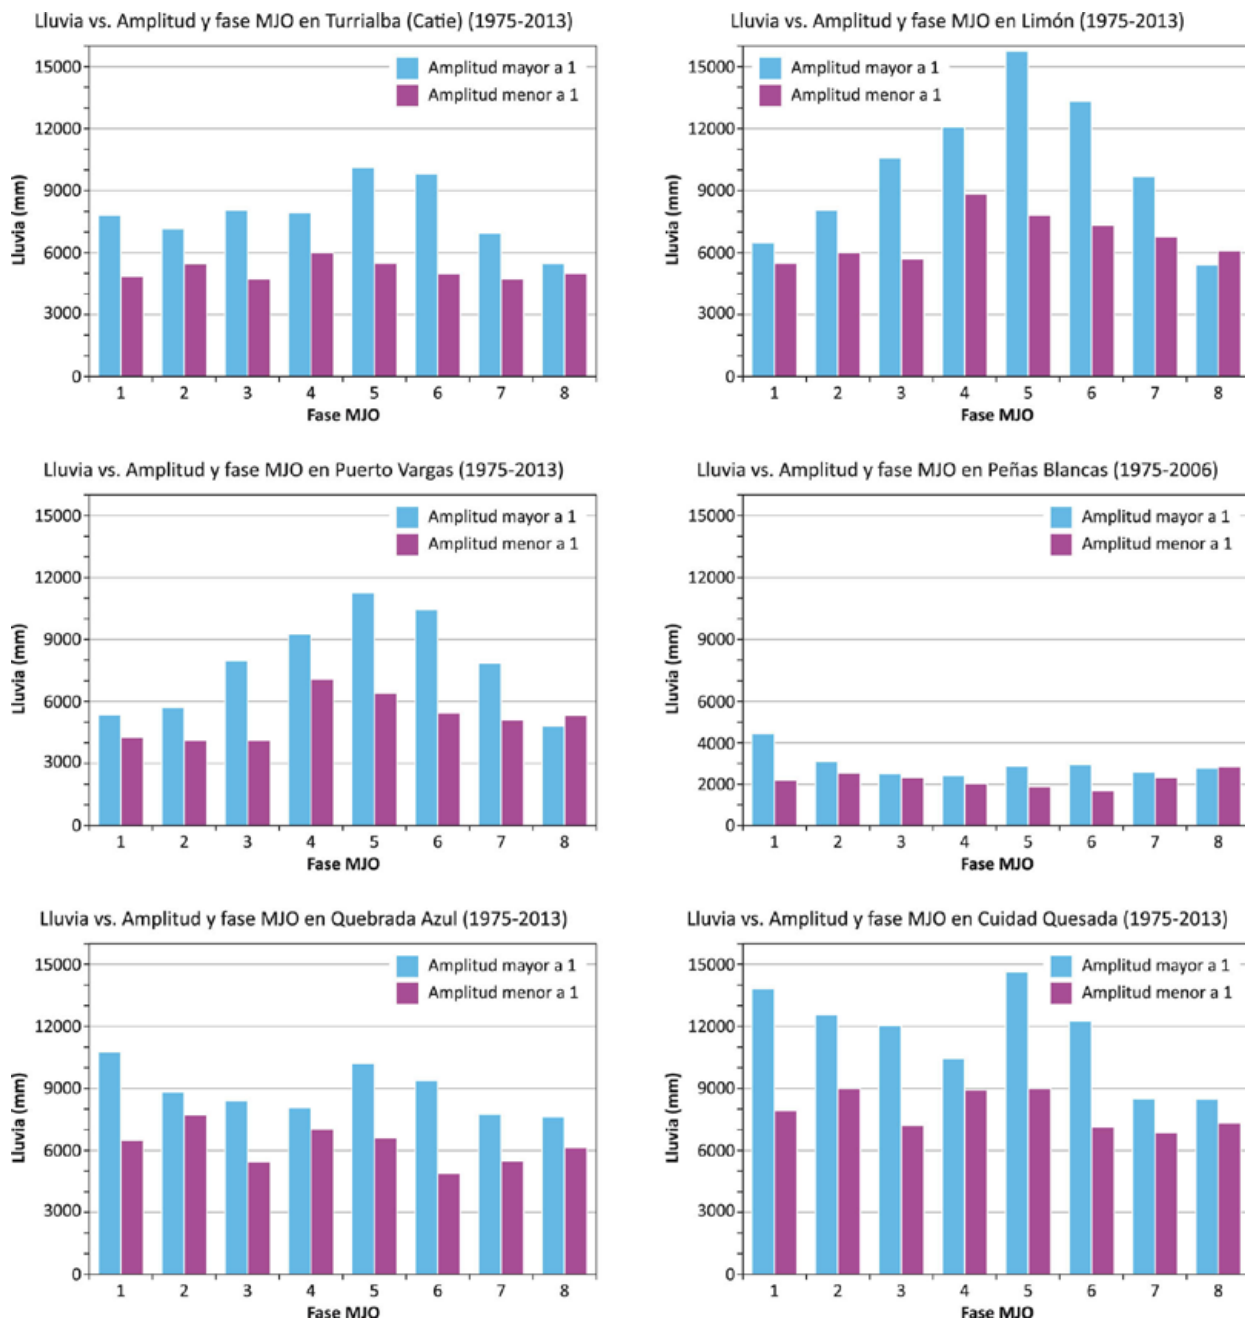 Lluvia vs. Amplitud y fase MJO en Turrialba (Catie) (1975-2013)
Lluvia (mm)
15000
12000
9000
6000
3000
0
Amplitud mayor a 1
Amplitud menor a 1
1 2 3 4 5 6 7 8
Fase MJO
Lluvia vs. Amplitud y fase MJO en Limón (1975-2013)
Lluvia (mm)
15000
12000
9000
6000
3000
0
Amplitud mayor a 1
Amplitud menor a 1
1 2 3 4 5 6 7 8
Fase MJO
Lluvia vs. Amplitud y fase MJO en Puerto Vargas (1975-2013)
Lluvia (mm)
15000
12000
9000
6000
3000
0
Amplitud mayor a 1
Amplitud menor a 1
1 2 3 4 5 6 7 8
Fase MJO
Lluvia vs. Amplitud y fase MJO en Peñas Blancas (1975-2006)
Lluvia (mm)
15000
12000
9000
6000
4000
2000
0
Amplitud mayor a 1
Amplitud menor a 1
1 2 3 4 5 6 7 8
Fase MJO
Lluvia vs. Amplitud y fase MJO en Quebrada Azul (1975-2013)
Lluvia (mm)
15000
12000
9000
6000
3000
0
Amplitud mayor a 1
Amplitud menor a 1
1 2 3 4 5 6 7 8
Fase MJO
Lluvia vs. Amplitud y fase MJO en Cuidad Quesada (1975-2013)
Lluvia (mm)
15000
12000
9000
6000
3000
0
Amplitud mayor a 1
Amplitud menor a 1
1 2 3 4 5 6 7 8
Fase MJO